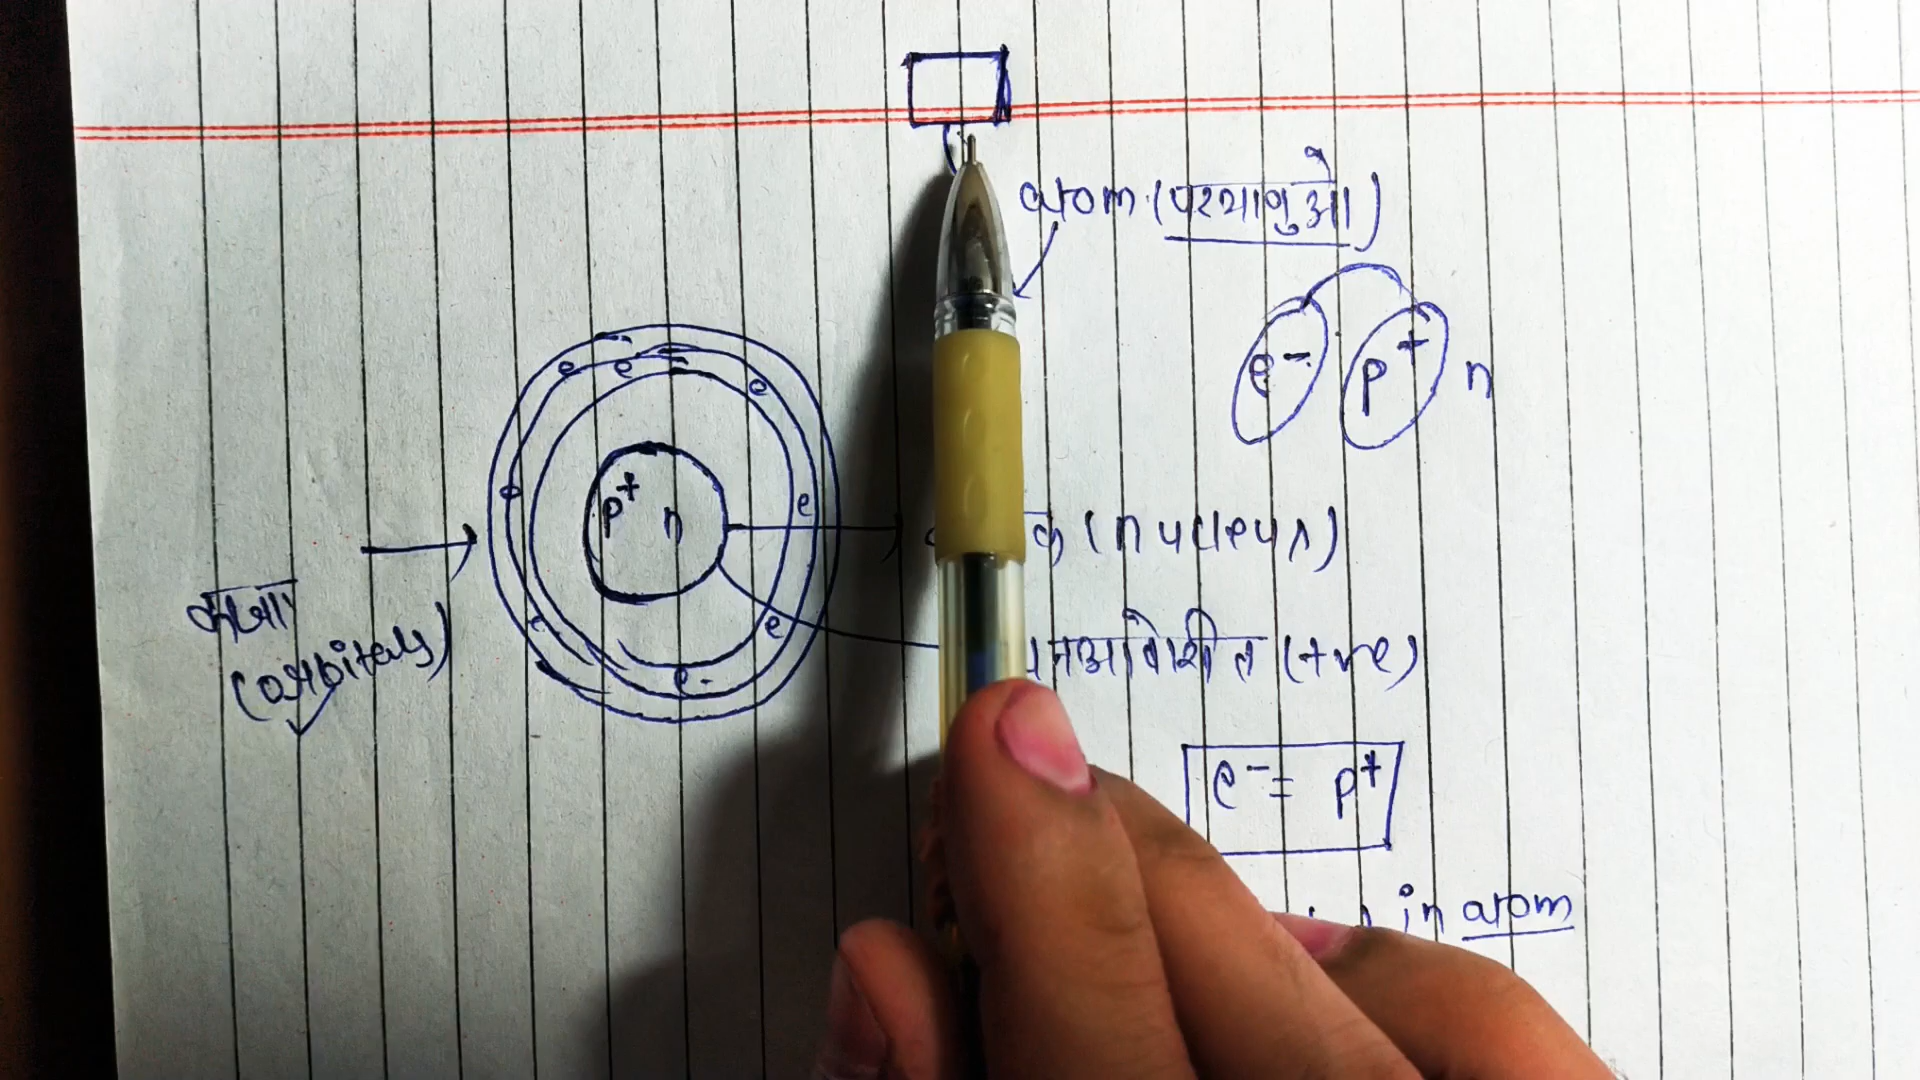 atom (परमाणुओं)
e⁻ p⁺ n
e e e
p⁺ n e
(nucleus)
कक्षा
(orbitals)
e e
e-
(+ve)
e⁻ = p⁺
in atom